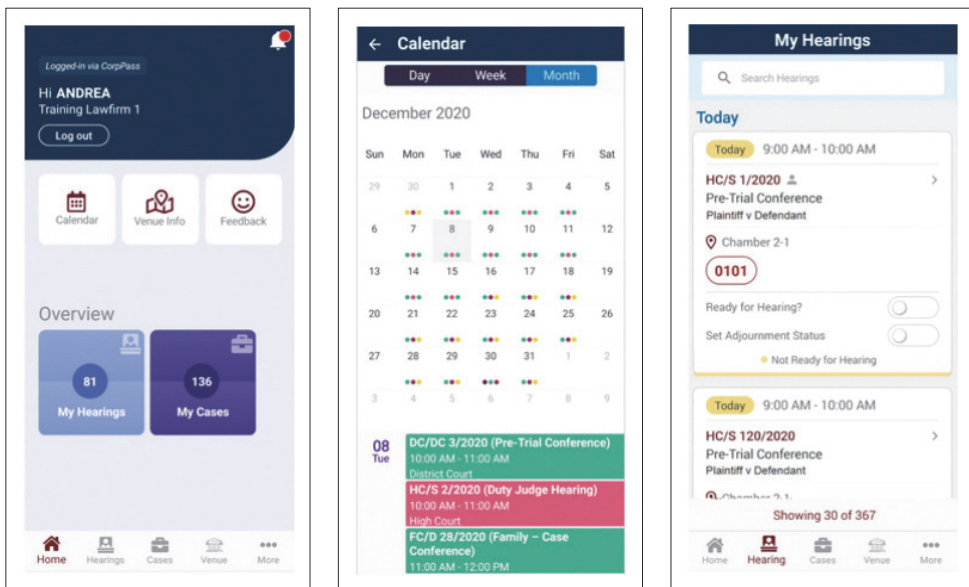 Logged-in via CorpPass
Hi ANDREA
Training Lawfirm 1
Log out
Calendar
Venue Info
Feedback
Overview
81
My Hearings
136
My Cases
Home
Hearings
Cases
Venue
More
Calendar
Day Week Month
December 2020
Sun Mon Tue Wed Thu Fri Sat
29 30 1 2 3 4 5
6 7 8 9 10 11 12
13 14 15 16 17 18 19
20 21 22 23 24 25 26
27 28 29 30 31 1 2
3 4 5 6 7 8 9
08
Tue
DC/DC 3/2020 (Pre-Trial Conference)
10:00 AM - 11:00 AM
District Court
HC/S 2/2020 (Duty Judge Hearing)
10:00 AM - 11:00 AM
High Court
FC/D 28/2020 (Family – Case
Conference)
11:00 AM - 12:00 PM
My Hearings
Search Hearings
Today
Today 9:00 AM - 10:00 AM
HC/S 1/2020
Pre-Trial Conference
Plaintiff v Defendant
Chamber 2-1
0101
Ready for Hearing?
Set Adjournment Status
Not Ready for Hearing
Today 9:00 AM - 10:00 AM
HC/S 120/2020
Pre-Trial Conference
Plaintiff v Defendant
Chamber 2-1
Showing 30 of 367
Home
Hearing
Cases
Venue
More